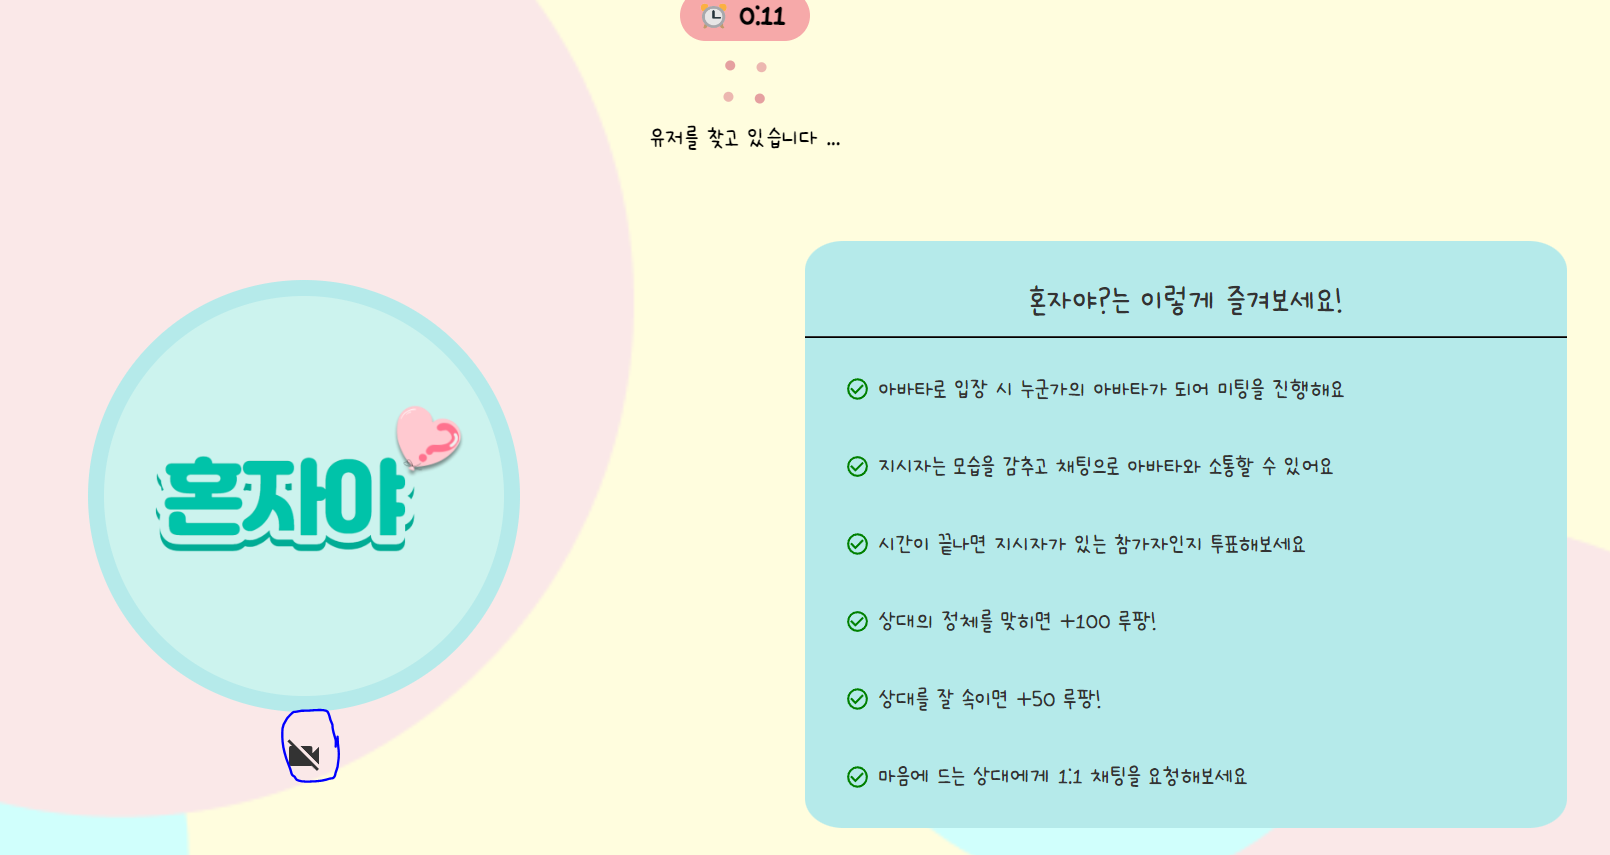 0:11
유저를 찾고 있습니다 ...
혼자야
혼자야?는 이렇게 즐겨보세요!
아바타로 입장 시 누군가의 아바타가 되어 미팅을 진행해요
지시자는 모습을 감추고 채팅으로 아바타와 소통할 수 있어요
시간이 끝나면 지시자가 있는 참가자인지 투표해보세요
상대의 정체를 맞히면 +100 루팡!
상대를 잘 속이면 +50 루팡!
마음에 드는 상대에게 1:1 채팅을 요청해보세요